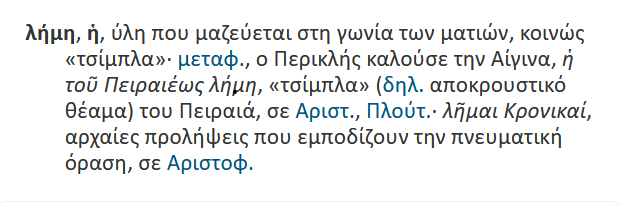 λήμη, ἡ, ύλη που μαζεύεται στη γωνία των ματιών, κοινώς
«τσίμπλα»· μεταφ., ο Περικλής καλούσε την Αίγινα, ἡ
τοῦ Πειραιέως λήμη, «τσίμπλα» (δηλ. αποκρουστικό
θέαμα) του Πειραιά, σε Αριστ., Πλούτ.· λῆμαι Κρονικαί,
αρχαίες προλήψεις που εμποδίζουν την πνευματική
όραση, σε Αριστοφ.